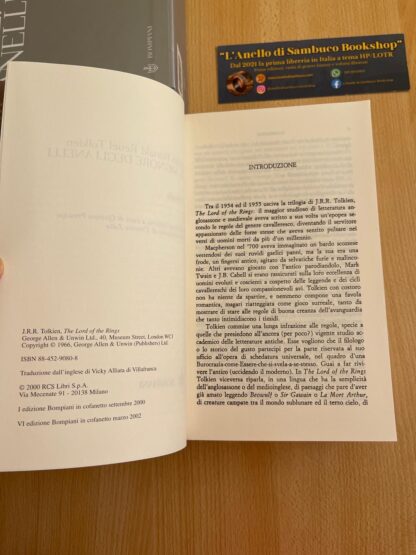 ANELLI
BOMPIANI
"L'Anello di Sambuco Bookshop"
Dal 2021 la prima libreria in Italia a tema HP-LOTR
J.R.R. Tolkien, The Lord of the Rings
George Allen & Unwin Ltd., 40, Museum Street, London WC1
Copyright © 1966, George Allen & Unwin (Publishers) Ltd.
ISBN 88-452-9080-8
Traduzione dall'inglese di Vicky Alliata di Villafranca
© 2000 RCS Libri S.p.A.
Via Mecenate 91 - 20138 Milano
I edizione Bompiani in cofanetto settembre 2000
VI edizione Bompiani in cofanetto marzo 2002
INTRODUZIONE
Tra il 1954 ed il 1955 usciva la trilogia di J.R.R. Tolkien,
The Lord of the Rings: il maggior studioso di letteratura an-
glosassone e medievale aveva scritto a sua volta un'epopea se-
condo le regole del genere cavalleresco, diventando il servitore
appassionato delle forze stesse che aveva sentito pulsare nei
versi di uomini morti da più d'un millennio.
Macpherson nel '700 aveva immaginato un bardo sconce
vestendosi dei suoi rovidi gaelici panni, ma la sua era una
frode, un fingersi antico, agitato da selvatiche furie e malinco-
nie. Altri avevano giocato con l'antico parodiandolo, Mark
Twain e J.B. Cabell si erano trastullati sulla loro eccellenza di
uomini evoluti e coscienti a dispetto delle leggende e dei cicli
cavallereschi dei loro compassionevoli avi. Tolkien con costoro
non ha niente da spartire, e nemmeno compose una favola
romantica, magari rifacendosi come gioco surreale, tanto da
mostrare di stare alle regole di buona creanza dell'avanguardia
che tanto intimidiscono i timidi.
Tolkien commise una lunga infrazione alle regole, specie a
quelle che sospesero all'ancora (per poco?) vigente studio ac-
cademico delle letterature antiche. Esse vogliono che il filologo
o lo storico del gusto partecipi per la parte riservata al suo
ufficio all'opera di schedatura universale, nel quadro d'una
Burocrazia-come-Essere-che-si-svela-a-se-stesso. Guai a far rivi-
vere l'antico (uccidendo il moderno). In The Lord of the Rings
Tolkien viceversa riparla, in una lingua che ha la semplicità
dell'anglosassone o del medioinglese, di paesaggi che pare d'aver
già amato leggendo Beowulf o Sir Gawain o La Mort Arthur,
di creature campate tra il mondo sublunare ed il terzo cielo, di